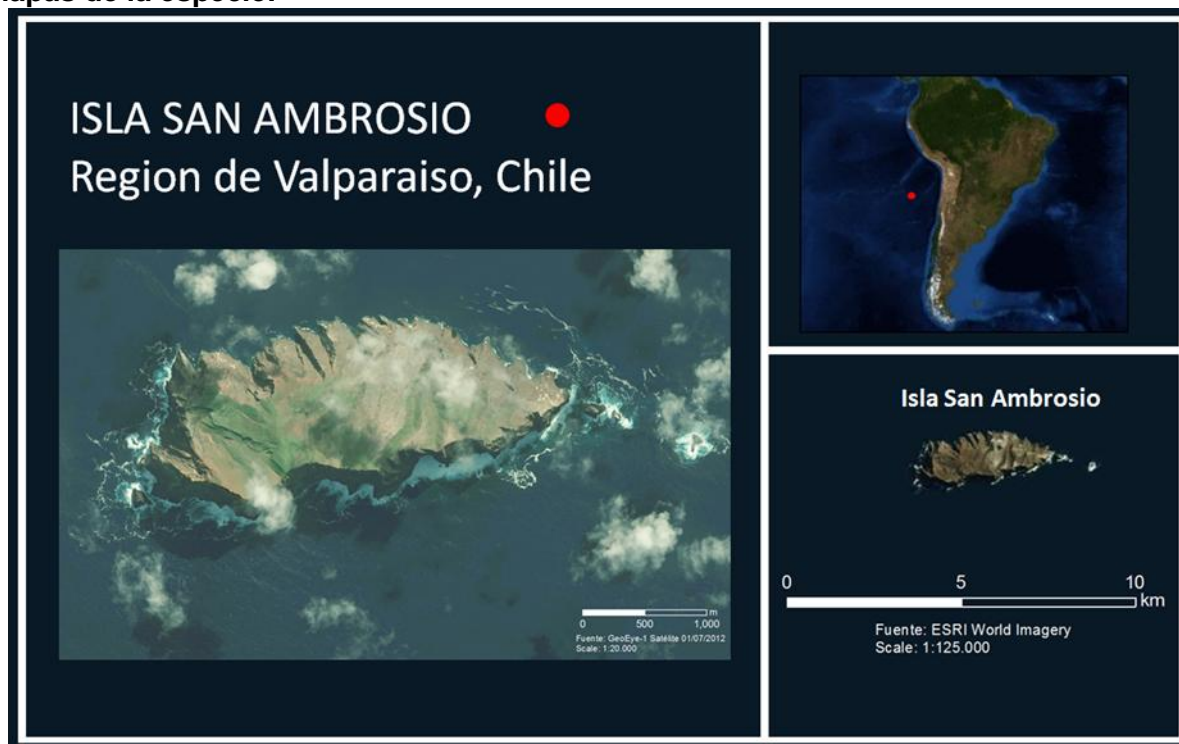 ISLA SAN AMBROSIO
Region de Valparaiso, Chile
0 500 1,000 m
Fuente: GeoEye-1 Satélite 01/07/2012
Scale: 1:20.000
Isla San Ambrosio
0 5 10 km
Fuente: ESRI World Imagery
Scale: 1:125.000